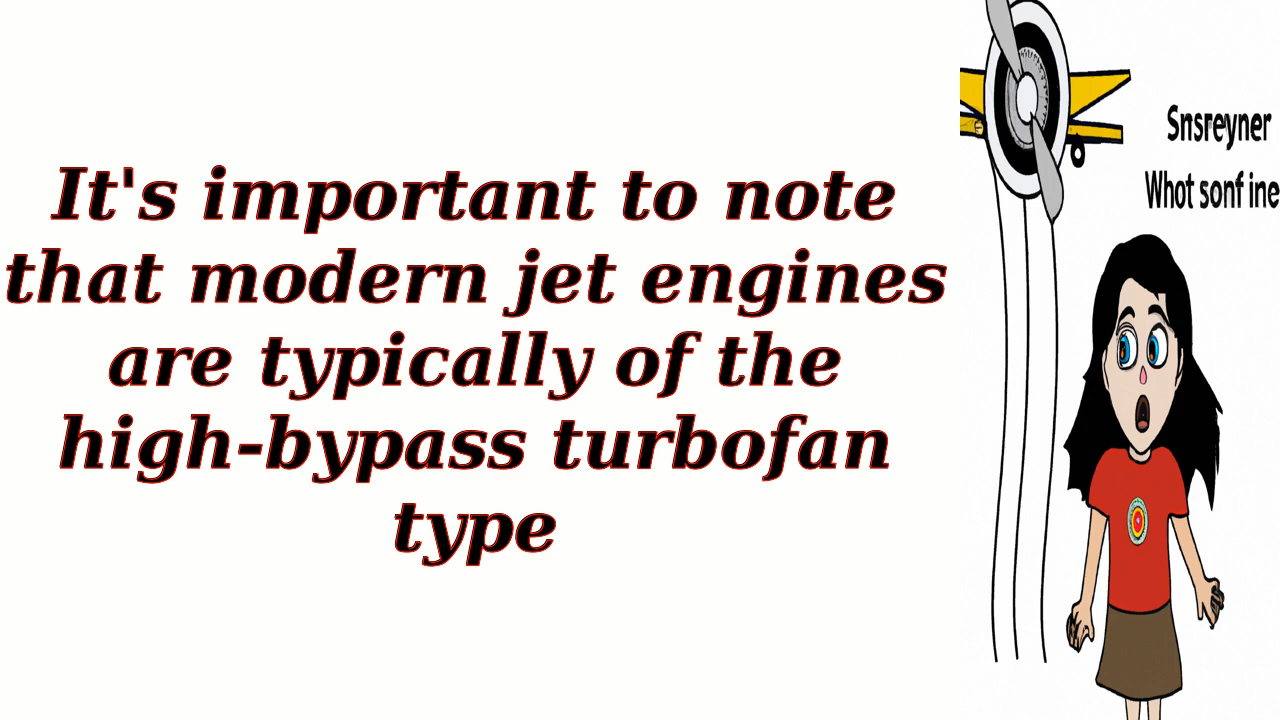 It's important to note
that modern jet engines
are typically of the
high-bypass turbofan
type
Snsreyner
Whot sonf ine